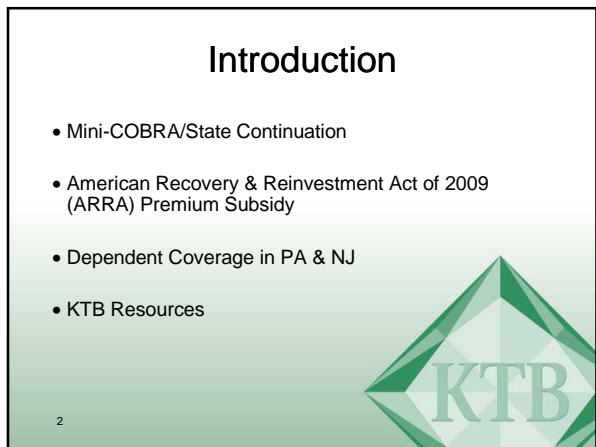 Introduction
• Mini-COBRA/State Continuation
• American Recovery & Reinvestment Act of 2009
(ARRA) Premium Subsidy
• Dependent Coverage in PA & NJ
• KTB Resources
KTB
2